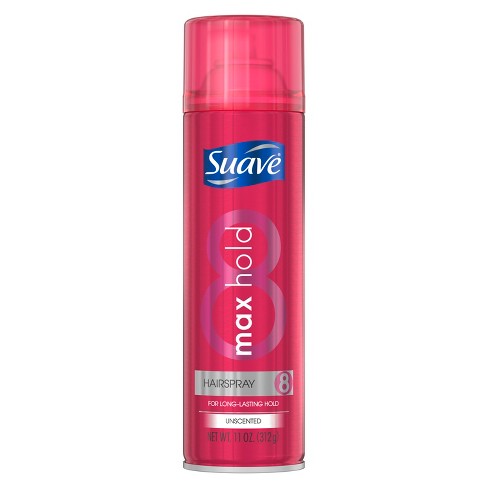 Suave
8
max hold
HAIRSPRAY 8
FOR LONG-LASTING HOLD
UNSCENTED
NET WT. 11 OZ. (312g)